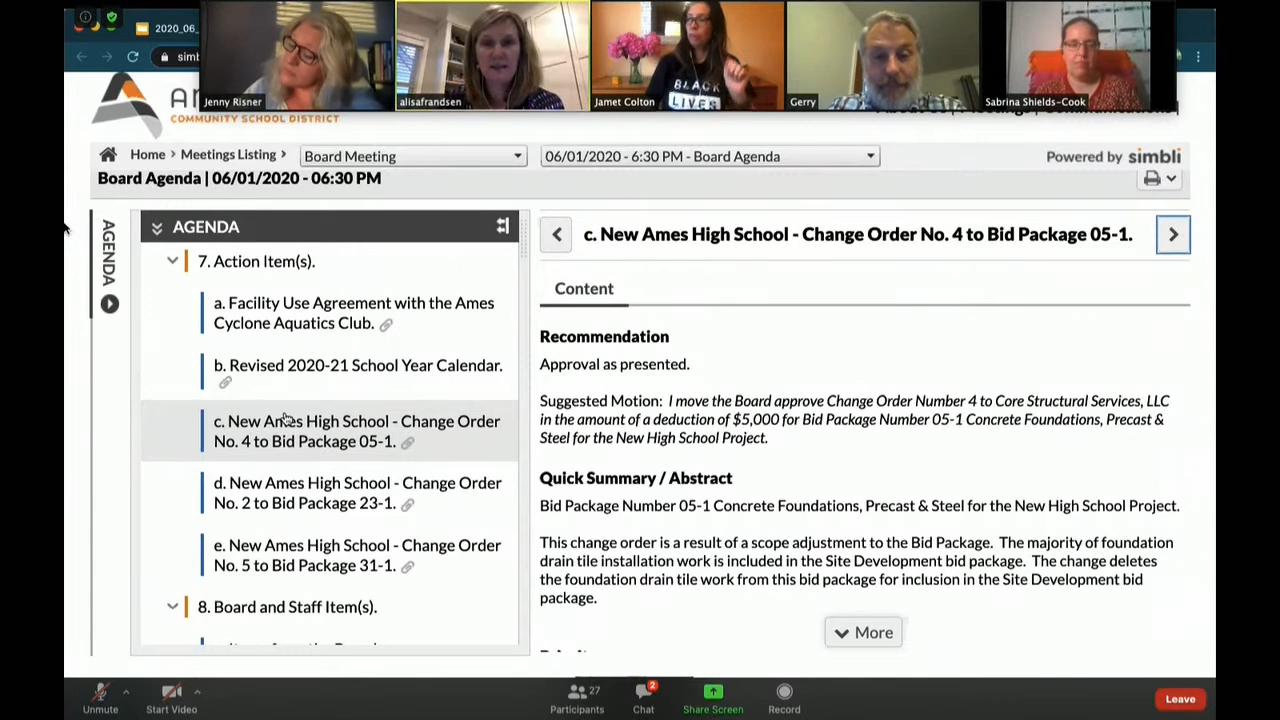 2020_06_
simb
Jenny Risner
alisafrandsen
Jamet Colton
BLACK
LIVES
Gerry
Sabrina Shields-Cook
COMMUNITY SCHOOL DISTRICT
Home > Meetings Listing > Board Meeting 06/01/2020 - 6:30 PM - Board Agenda Powered by simbli
Board Agenda | 06/01/2020 - 06:30 PM
AGENDA
AGENDA
7. Action Item(s).
a. Facility Use Agreement with the Ames
Cyclone Aquatics Club.
b. Revised 2020-21 School Year Calendar.
c. New Ames High School - Change Order
No. 4 to Bid Package 05-1.
d. New Ames High School - Change Order
No. 2 to Bid Package 23-1.
e. New Ames High School - Change Order
No. 5 to Bid Package 31-1.
8. Board and Staff Item(s).
c. New Ames High School - Change Order No. 4 to Bid Package 05-1.
Content
Recommendation
Approval as presented.
Suggested Motion: I move the Board approve Change Order Number 4 to Core Structural Services, LLC
in the amount of a deduction of $5,000 for Bid Package Number 05-1 Concrete Foundations, Precast &
Steel for the New High School Project.
Quick Summary / Abstract
Bid Package Number 05-1 Concrete Foundations, Precast & Steel for the New High School Project.
This change order is a result of a scope adjustment to the Bid Package. The majority of foundation
drain tile installation work is included in the Site Development bid package. The change deletes
the foundation drain tile work from this bid package for inclusion in the Site Development bid
package.
More
Unmute
Start Video
27
Participants
2
Chat
Share Screen
Record
Leave